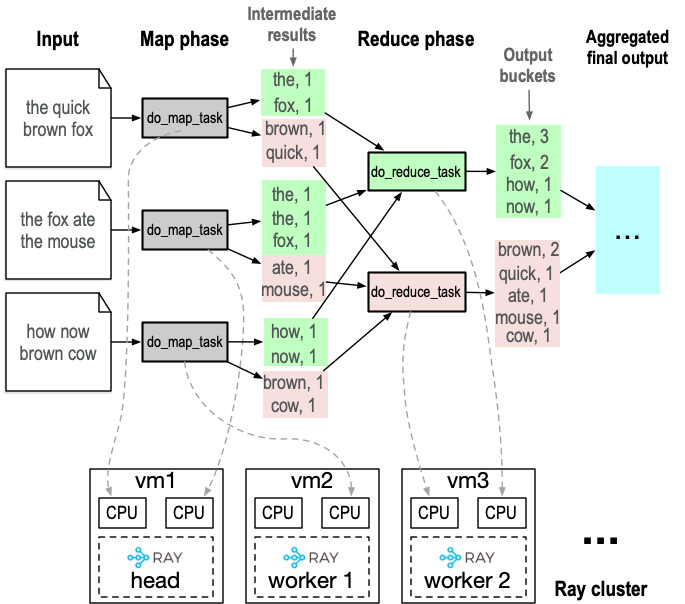 Input
Map phase
Intermediate
results
Reduce phase
Output
buckets
Aggregated
final output
the quick
brown fox
do_map_task
the, 1
fox, 1
brown, 1
quick, 1
the fox ate
the mouse
do_map_task
the, 1
the, 1
fox, 1
ate, 1
mouse, 1
how now
brown cow
do_map_task
how, 1
now, 1
brown, 1
cow, 1
do_reduce_task
do_reduce_task
the, 3
fox, 2
how, 1
now, 1
brown, 2
quick, 1
ate, 1
mouse, 1
cow, 1
...
vm1
CPU
CPU
RAY
head
vm2
CPU
CPU
RAY
worker 1
vm3
CPU
CPU
RAY
worker 2
...
Ray cluster